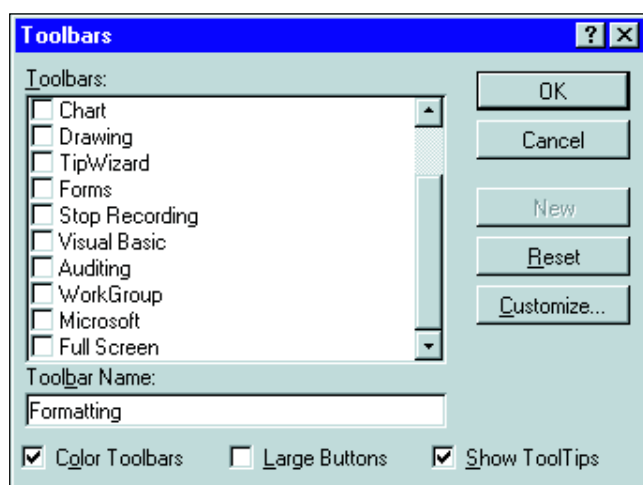 Toolbars
Toolbars:
Chart
Drawing
TipWizard
Forms
Stop Recording
Visual Basic
Auditing
WorkGroup
Microsoft
Full Screen
OK
Cancel
New
Reset
Customize...
Toolbar Name:
Formatting
Color Toolbars Large Buttons Show ToolTips